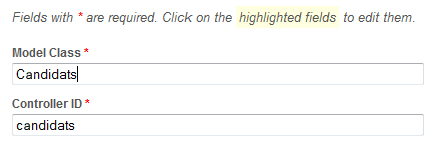 Fields with * are required. Click on the highlighted fields to edit them.
Model Class *
Candidats
Controller ID *
candidats